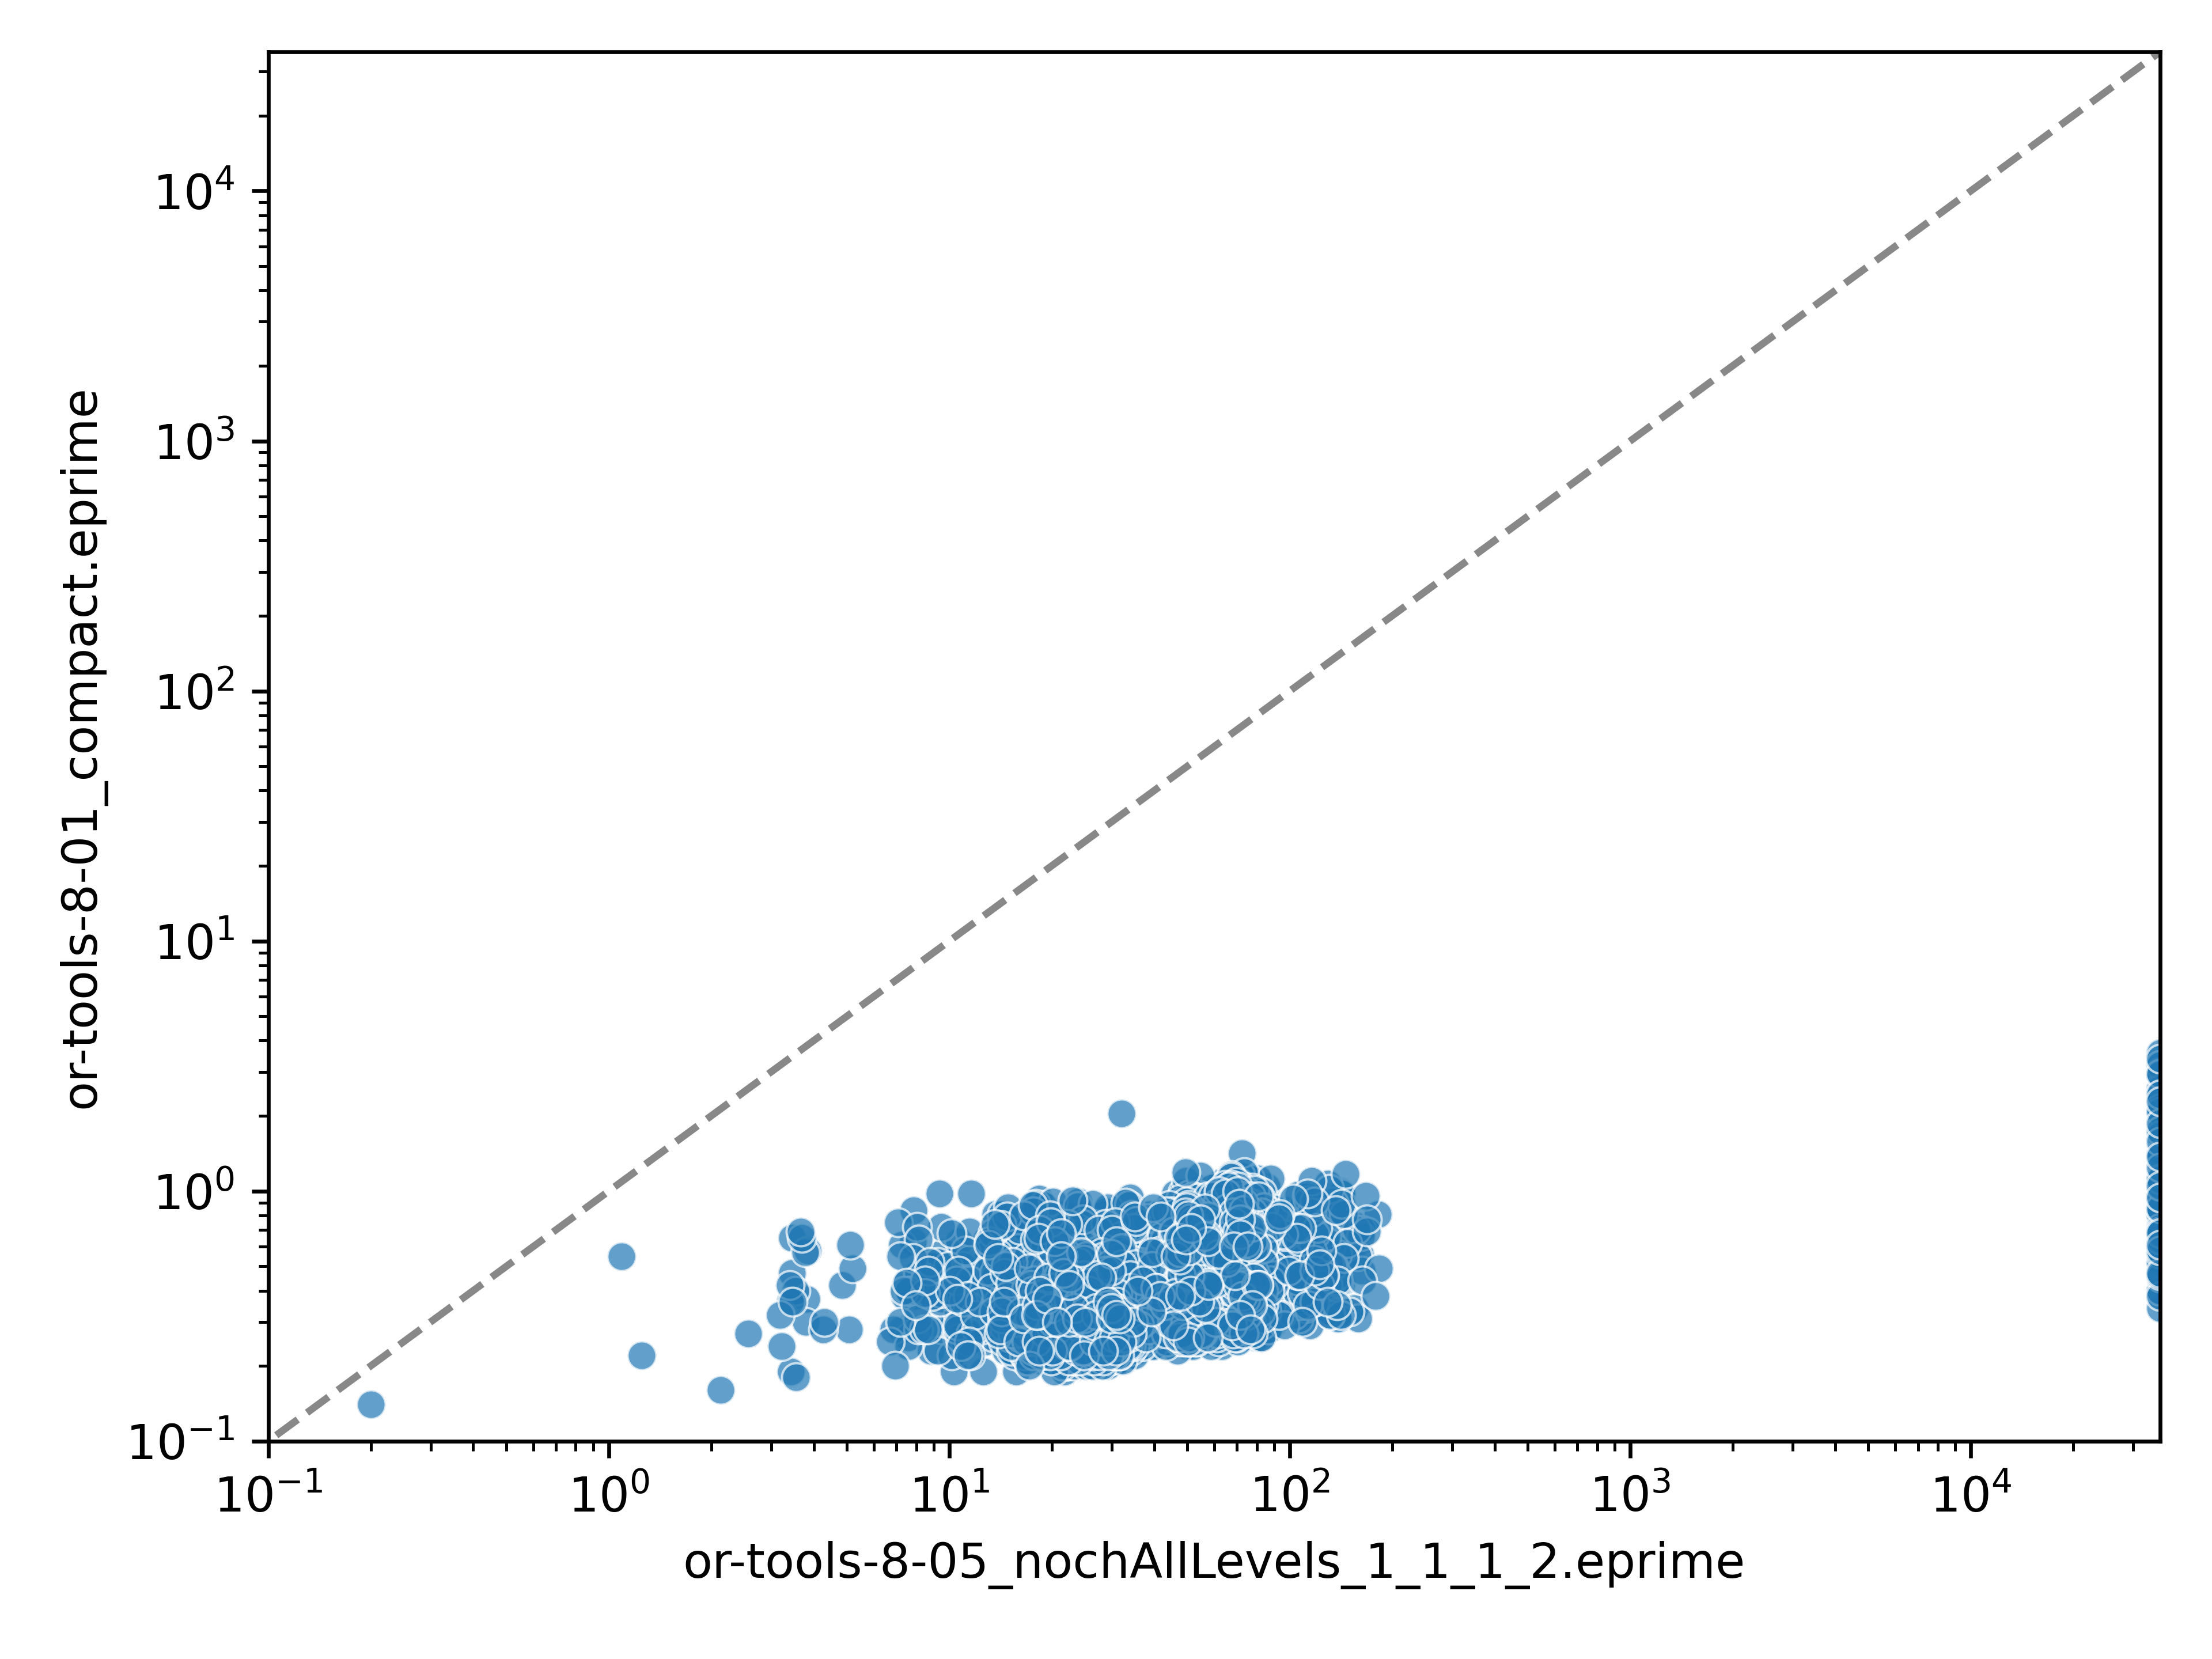 or-tools-8-01_compact.eprime
10⁴
10³
10²
10¹
10⁰
10⁻¹
10⁻¹ 10⁰ 10¹ 10² 10³ 10⁴
or-tools-8-05_nochAllLevels_1_1_1_2.eprime